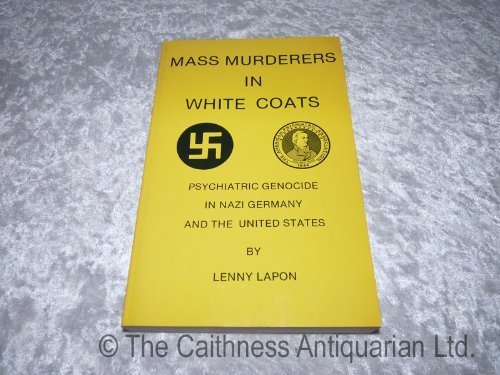 MASS MURDERERS
IN
WHITE COATS
PSYCHIATRIC GENOCIDE
IN NAZI GERMANY
AND THE UNITED STATES
BY
LENNY LAPON
© The Caithness Antiquarian Ltd.